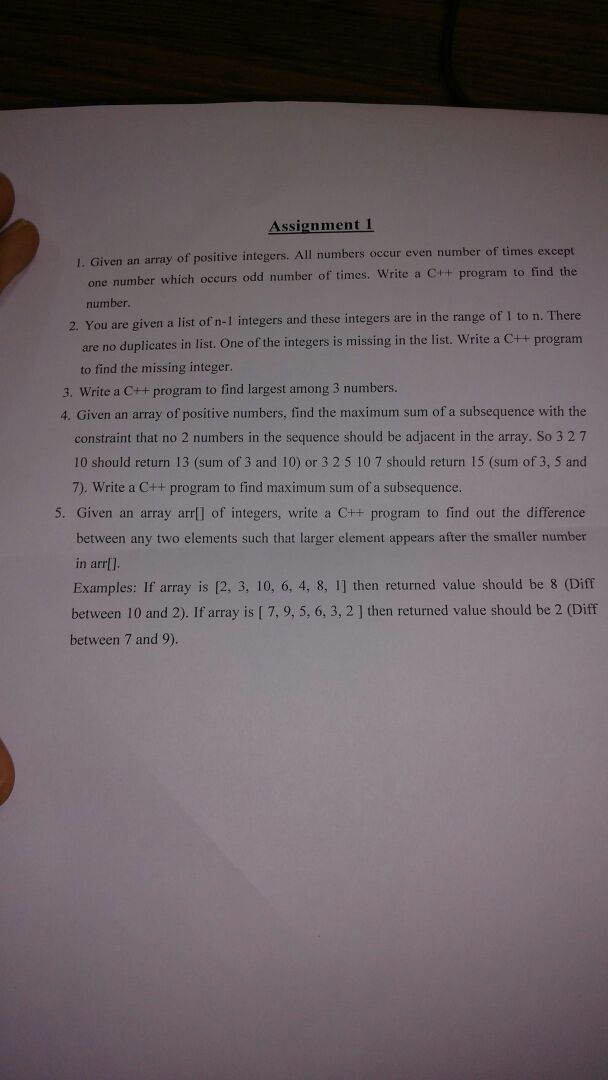 Assignment 1
1. Given an array of positive integers. All numbers occur even number of times except
one number which occurs odd number of times. Write a C++ program to find the
number.
2. You are given a list of n-1 integers and these integers are in the range of 1 to n. There
are no duplicates in list. One of the integers is missing in the list. Write a C++ program
to find the missing integer.
3. Write a C++ program to find largest among 3 numbers.
4. Given an array of positive numbers, find the maximum sum of a subsequence with the
constraint that no 2 numbers in the sequence should be adjacent in the array. So 3 2 7
10 should return 13 (sum of 3 and 10) or 3 2 5 10 7 should return 15 (sum of 3, 5 and
7). Write a C++ program to find maximum sum of a subsequence.
5. Given an array arr[] of integers, write a C++ program to find out the difference
between any two elements such that larger element appears after the smaller number
in arr[].
Examples: If array is [2, 3, 10, 6, 4, 8, 1] then returned value should be 8 (Diff
between 10 and 2). If array is [ 7, 9, 5, 6, 3, 2 ] then returned value should be 2 (Diff
between 7 and 9).